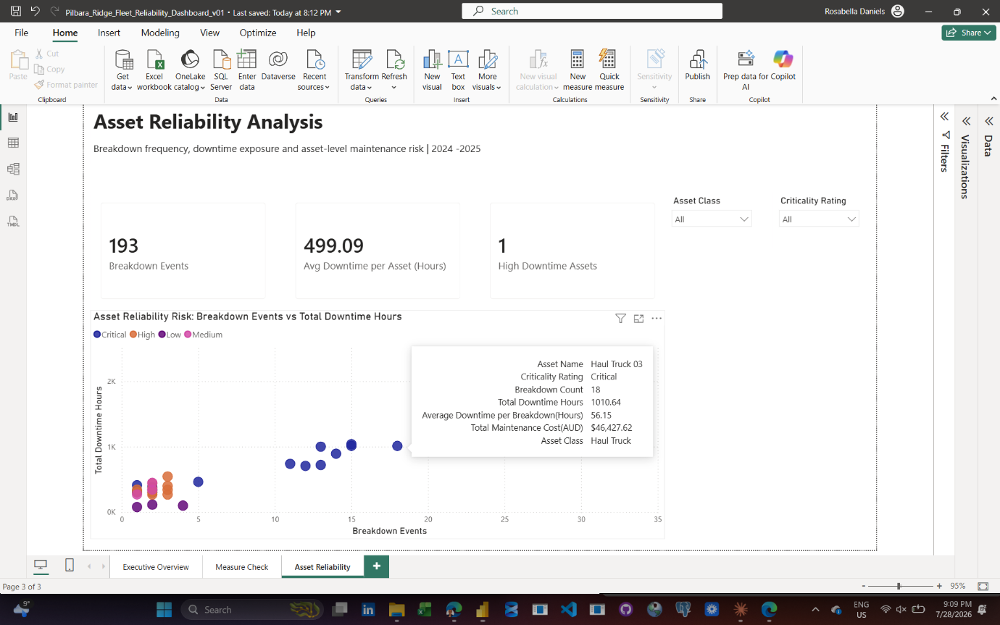 Pilbara_Ridge_Fleet_Reliability_Dashboard_v01 • Last saved: Today at 8:12 PM
Search
Rosabella Daniels
File Home Insert Modeling View Optimize Help
Share
Paste
Cut
Copy
Format painter
Clipboard
Get data
Excel workbook
OneLake catalog
SQL Server
Enter data
Dataverse
Recent sources
Data
Transform data
Refresh
Queries
New visual
Text box
More visuals
Insert
New visual calculation
New measure
Quick measure
Calculations
Sensitivity
Sensitivity
Publish
Share
Prep data for AI
Copilot
Copilot
DAX
TMDL
Asset Reliability Analysis
Breakdown frequency, downtime exposure and asset-level maintenance risk | 2024 -2025
193
Breakdown Events
499.09
Avg Downtime per Asset (Hours)
1
High Downtime Assets
Asset Class
All
Criticality Rating
All
Asset Reliability Risk: Breakdown Events vs Total Downtime Hours
Critical High Low Medium
Total Downtime Hours
2K
1K
0K
0 5 10 15 20 25 30 35
Breakdown Events
Asset Name Haul Truck 03
Criticality Rating Critical
Breakdown Count 18
Total Downtime Hours 1010.64
Average Downtime per Breakdown(Hours) 56.15
Total Maintenance Cost(AUD) $46,427.62
Asset Class Haul Truck
Filters
Visualizations
Data
Executive Overview
Measure Check
Asset Reliability
Page 3 of 3
- + 95%
9°
Search
ENG
US
9:09 PM
7/28/2026